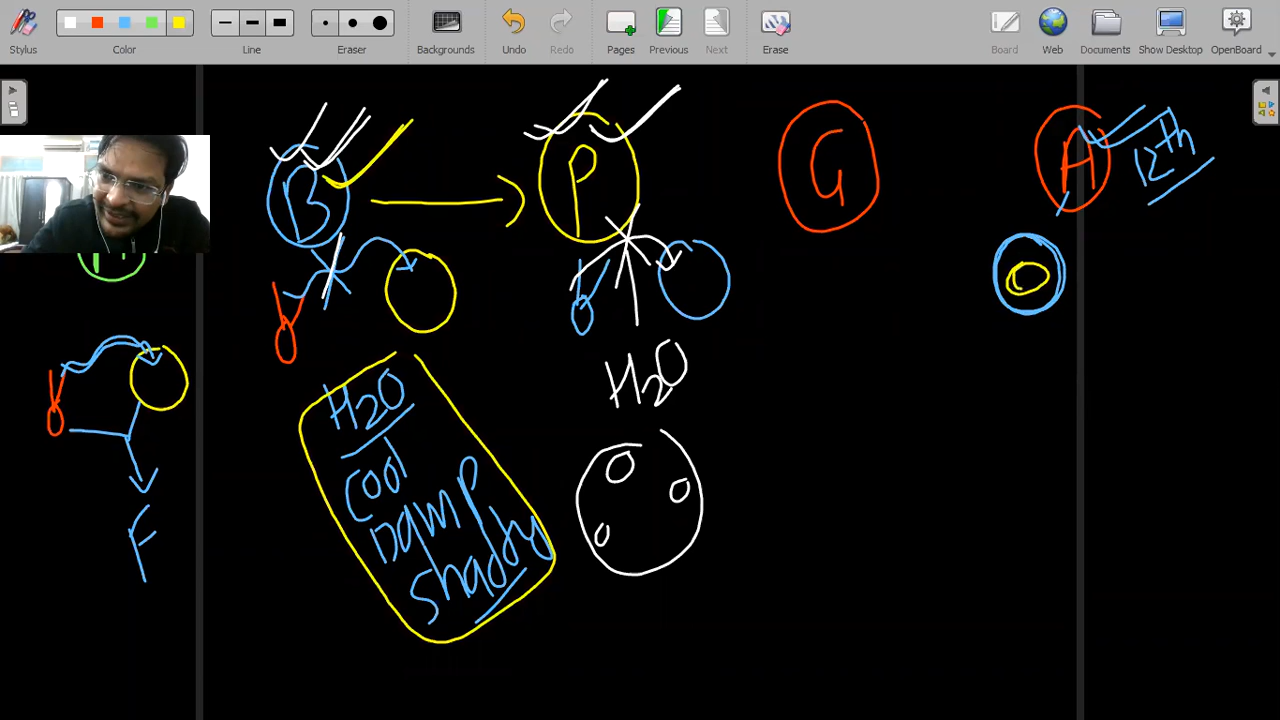 Stylus
Color
Line
Eraser
Backgrounds
Undo
Redo
Pages
Previous
Next
Erase
Board
Web
Documents
Show Desktop
OpenBoard
B
P
G
A
12th
H2O
Cool
Damp
shaddy
H2O
F